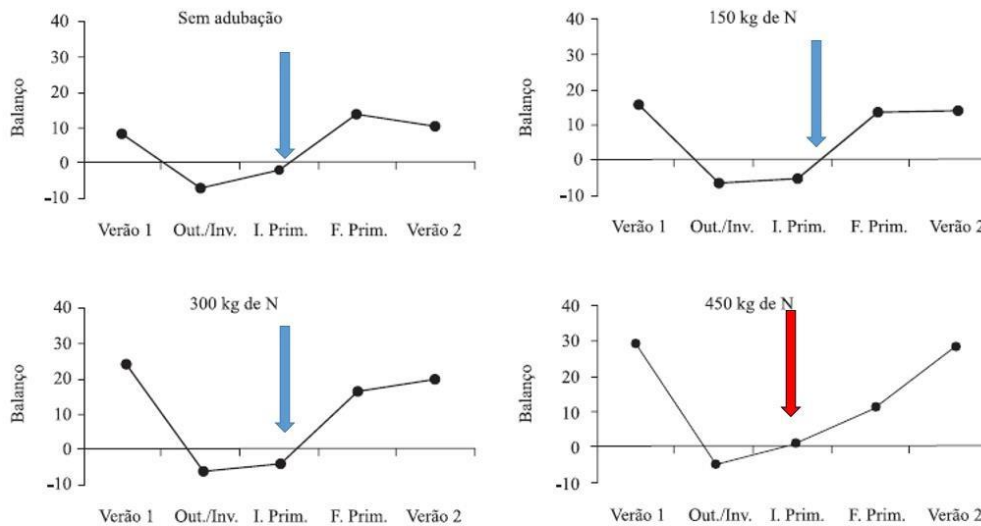 Sem adubação
40
30
20
10
0
-10
Balanço
Verão 1 Out./Inv. I. Prim. F. Prim. Verão 2
150 kg de N
40
30
20
10
0
-10
Balanço
Verão 1 Out./Inv. I. Prim. F. Prim. Verão 2
300 kg de N
40
30
20
10
0
-10
Balanço
Verão 1 Out./Inv. I. Prim. F. Prim. Verão 2
450 kg de N
40
30
20
10
0
-10
Balanço
Verão 1 Out./Inv. I. Prim. F. Prim. Verão 2